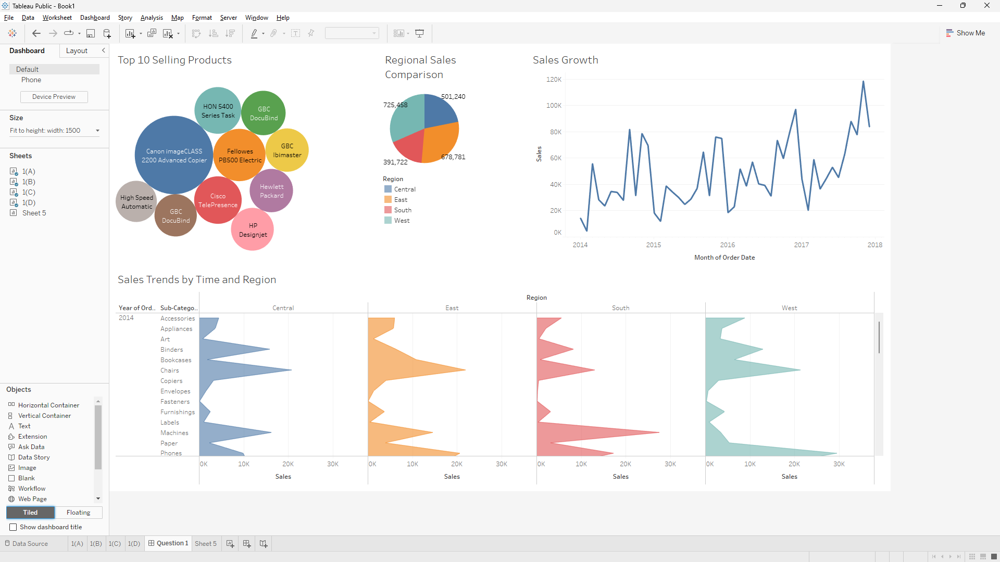 Tableau Public - Book1
File Data Worksheet Dashboard Story Analysis Map Format Server Window Help
Show Me
Dashboard Layout
Default
Phone
Device Preview
Size
Fit to height: width: 1500
Sheets
1(A)
1(B)
1(C)
1(D)
Sheet 5
Objects
Horizontal Container
Vertical Container
Text
Extension
Ask Data
Data Story
Image
Blank
Workflow
Web Page
Tiled Floating
Show dashboard title
Top 10 Selling Products
HON 5400
Series Task
GBC
DocuBind
Canon imageCLASS
2200 Advanced Copier
Fellowes
PB500 Electric
GBC
Ibimaster
High Speed
Automatic
GBC
DocuBind
Cisco
TelePresence
Hewlett
Packard
HP
Designjet
Regional Sales
Comparison
501,240
725,458
678,781
391,722
Region
Central
East
South
West
Sales Growth
120K
100K
80K
60K
40K
20K
0K
Sales
2014 2015 2016 2017 2018
Month of Order Date
Sales Trends by Time and Region
Region
Year of Ord.. Sub-Catego.. Central East South West
2014 Accessories
Appliances
Art
Binders
Bookcases
Chairs
Copiers
Envelopes
Fasteners
Furnishings
Labels
Machines
Paper
Phones
0K 10K 20K 30K 0K 10K 20K 30K 0K 10K 20K 30K 0K 10K 20K 30K
Sales Sales Sales Sales
Data Source 1(A) 1(B) 1(C) 1(D) Question 1 Sheet 5